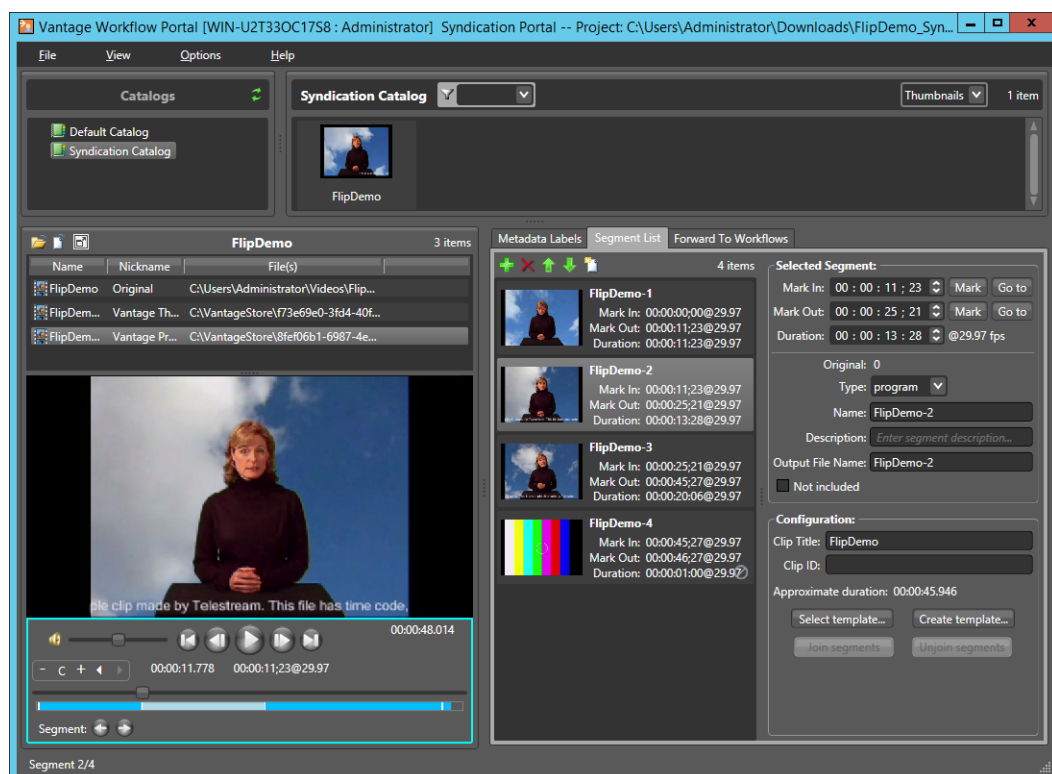 Vantage Workflow Portal [WIN-U2T33OC17S8 : Administrator] Syndication Portal -- Project: C:\Users\Administrator\Downloads\FlipDemo_Syn...
File View Options Help
Catalogs
Default Catalog
Syndication Catalog
Syndication Catalog
Thumbnails
1 item
FlipDemo
FlipDemo
3 items
Name Nickname File(s)
FlipDemo Original C:\Users\Administrator\Videos\Flip...
FlipDem... Vantage Th... C:\VantageStore\f73e69e0-3fd4-40f...
FlipDem... Vantage Pr... C:\VantageStore\8fef06b1-6987-4e...
ple clip made by Telestream. This file has time code,
00:00:48.014
- C +
00:00:11.778 00:00:11;23@29.97
Segment:
Segment 2/4
Metadata Labels Segment List Forward To Workflows
4 items
FlipDemo-1
Mark In: 00:00:00;00@29.97
Mark Out: 00:00:11;23@29.97
Duration: 00:00:11:23@29.97
FlipDemo-2
Mark In: 00:00:11;23@29.97
Mark Out: 00:00:25;21@29.97
Duration: 00:00:13:28@29.97
FlipDemo-3
Mark In: 00:00:25;21@29.97
Mark Out: 00:00:45;27@29.97
Duration: 00:00:20:06@29.97
FlipDemo-4
Mark In: 00:00:45;27@29.97
Mark Out: 00:00:46;27@29.97
Duration: 00:00:01:00@29.97
Selected Segment:
Mark In: 00 : 00 : 11 ; 23 Mark Go to
Mark Out: 00 : 00 : 25 ; 21 Mark Go to
Duration: 00 : 00 : 13 : 28 @29.97 fps
Original: 0
Type: program
Name: FlipDemo-2
Description: Enter segment description...
Output File Name: FlipDemo-2
Not included
Configuration:
Clip Title: FlipDemo
Clip ID:
Approximate duration: 00:00:45.946
Select template... Create template...
Join segments Unjoin segments